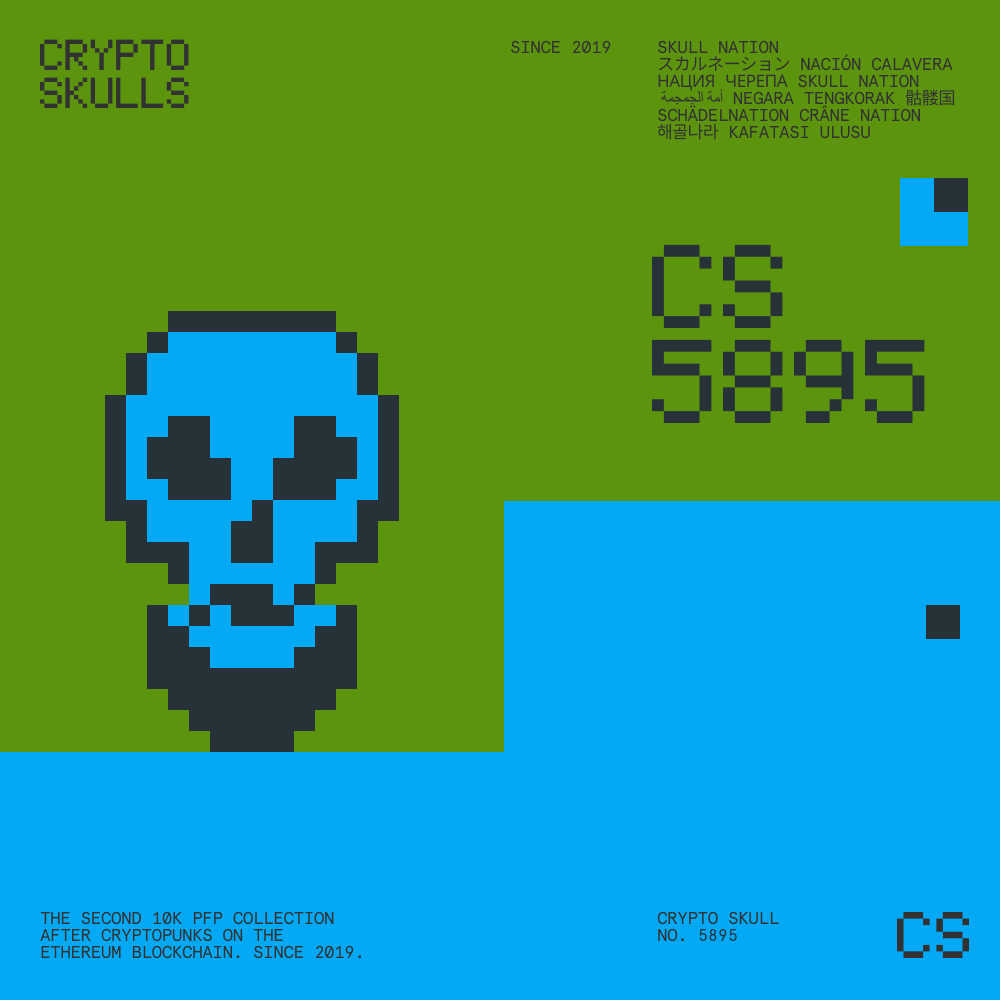 CRYPTO
SKULLS
SINCE 2019
SKULL NATION
スカルネーション NACIÓN CALAVERA
НАЦИЯ ЧЕРЕПА SKULL NATION
أمة الجمجمة NEGARA TENGKORAK 骷髅国
SCHÄDELNATION CRÂNE NATION
해골나라 KAFATASI ULUSU
CS
5895
THE SECOND 10K PFP COLLECTION
AFTER CRYPTOPUNKS ON THE
ETHEREUM BLOCKCHAIN. SINCE 2019.
CRYPTO SKULL
NO. 5895
CS